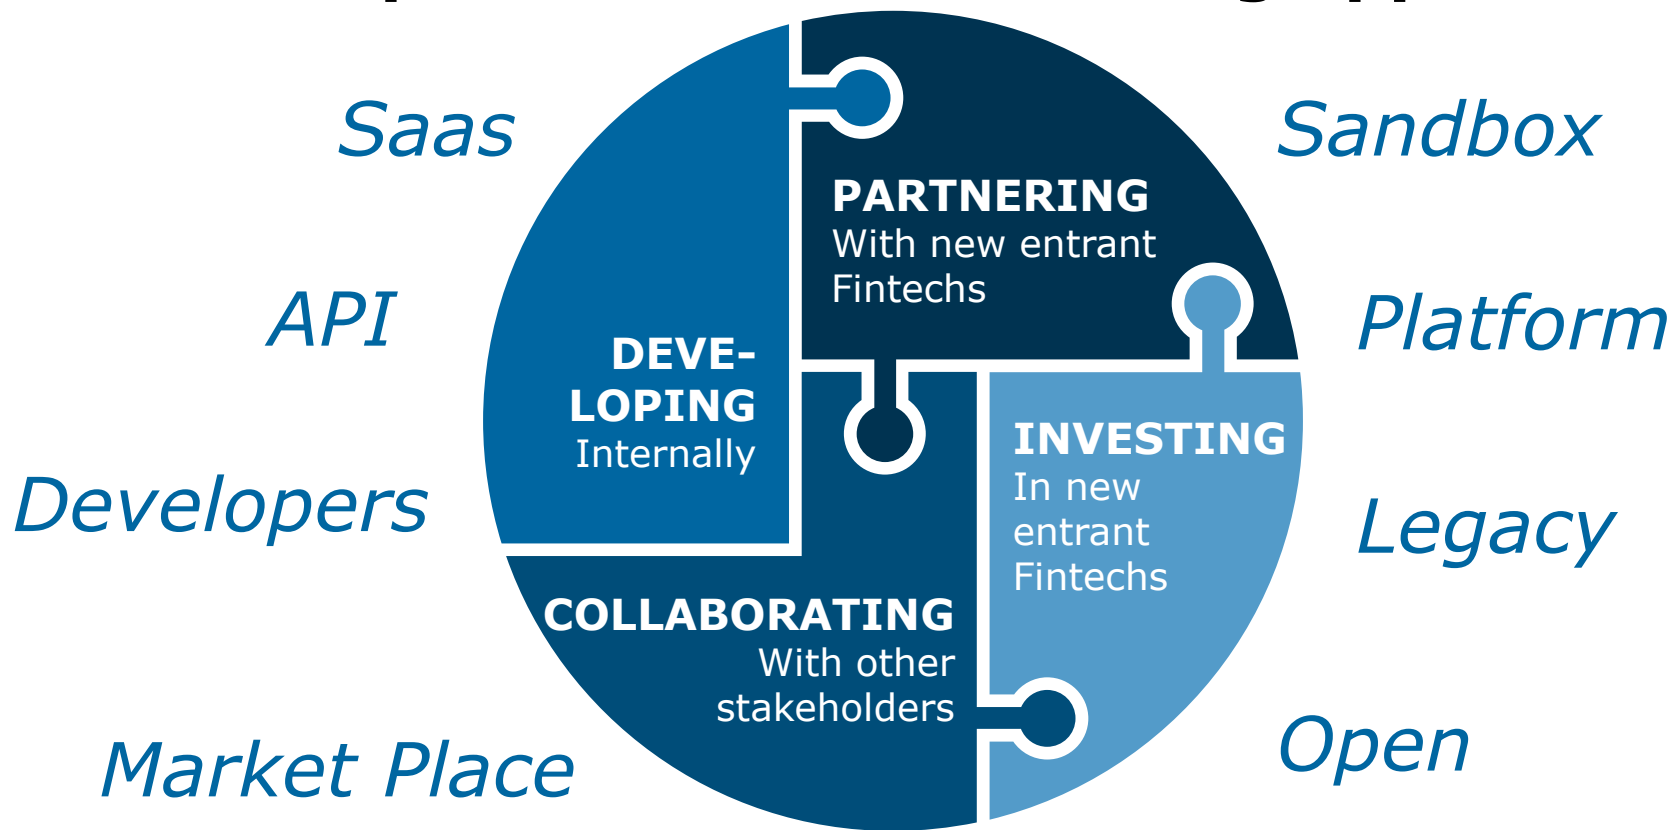 Saas
API
Developers
Market Place
DEVE-
LOPING
Internally
PARTNERING
With new entrant
Fintechs
COLLABORATING
With other
stakeholders
INVESTING
In new
entrant
Fintechs
Sandbox
Platform
Legacy
Open